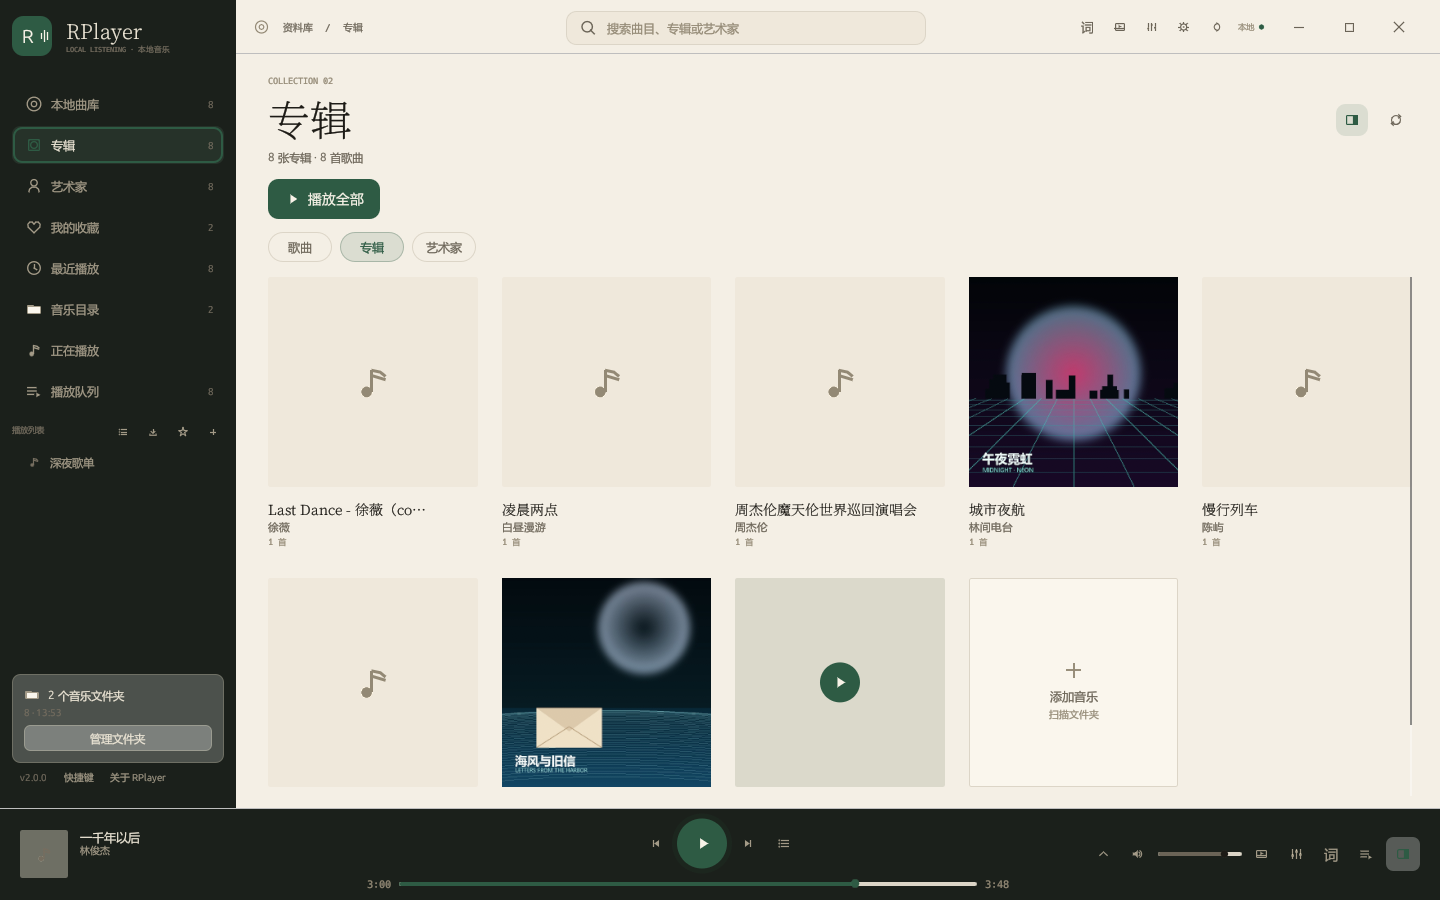 RPlayer
LOCAL LISTENING · 本地音乐
本地曲库 8
专辑 8
艺术家 8
我的收藏 2
最近播放 8
音乐目录 2
正在播放
播放队列 8
播放列表
深夜歌单
2 个音乐文件夹
8 · 13:53
管理文件夹
v2.0.0 快捷键 关于 RPlayer
资料库 / 专辑
搜索曲目、专辑或艺术家
词
本地
COLLECTION 02
专辑
8 张专辑 · 8 首歌曲
播放全部
歌曲 专辑 艺术家
午夜霓虹
MIDNIGHT · NEON
Last Dance - 徐薇（co⋯
徐薇
1 首
凌晨两点
白昼漫游
1 首
周杰伦魔天伦世界巡回演唱会
周杰伦
1 首
城市夜航
林间电台
1 首
慢行列车
陈屿
1 首
海风与旧信
LETTERS FROM THE HARBOR
添加音乐
扫描文件夹
一千年以后
林俊杰
3:00
3:48
词